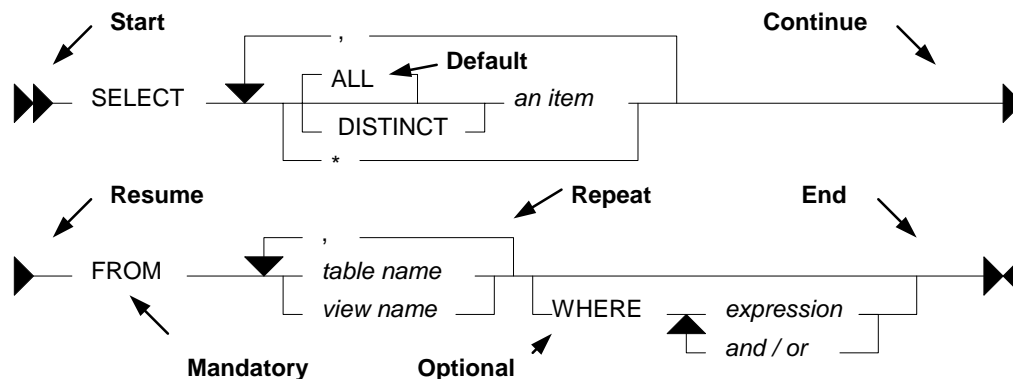 Start Continue
,
ALL Default
SELECT an item
DISTINCT
*
Resume Repeat End
,
FROM table name
view name WHERE expression
and / or
Mandatory Optional